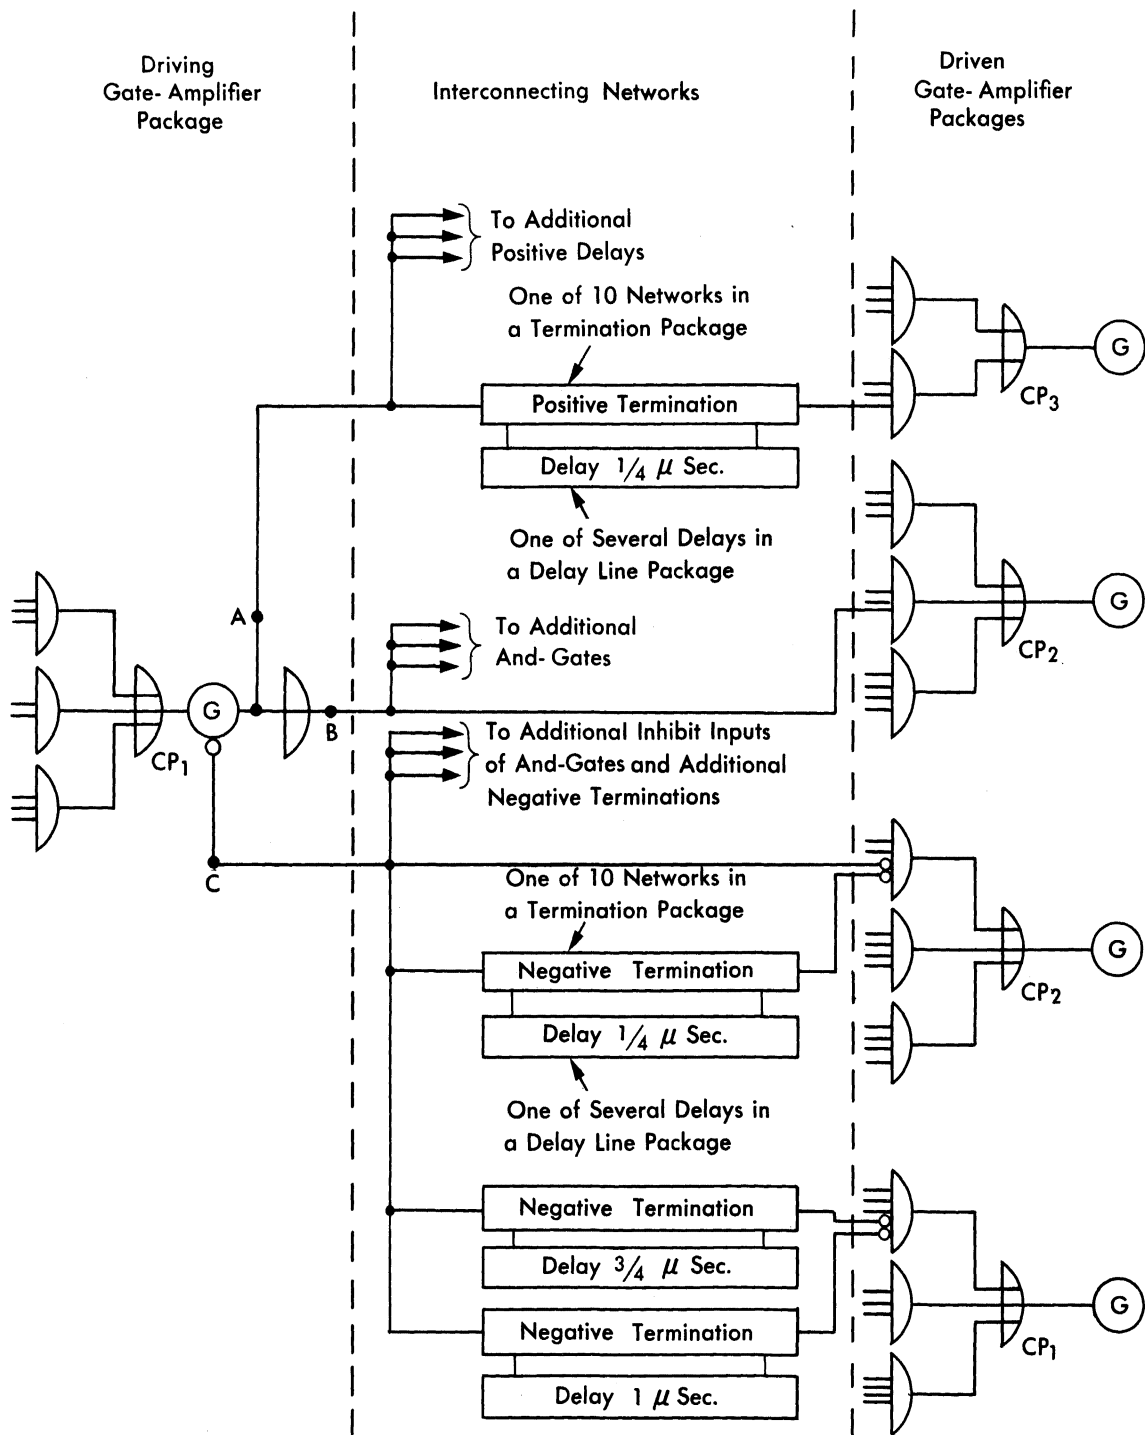 Driving
Gate- Amplifier
Package
Interconnecting Networks
Driven
Gate- Amplifier
Packages
To Additional
Positive Delays
One of 10 Networks in
a Termination Package
Positive Termination
Delay 1/4 μ Sec.
One of Several Delays in
a Delay Line Package
G
CP3
G
CP2
A
To Additional
And- Gates
G
CP1
B
To Additional Inhibit Inputs
of And-Gates and Additional
Negative Terminations
C
One of 10 Networks in
a Termination Package
Negative Termination
Delay 1/4 μ Sec.
One of Several Delays in
a Delay Line Package
G
CP2
Negative Termination
Delay 3/4 μ Sec.
Negative Termination
Delay 1 μ Sec.
G
CP1